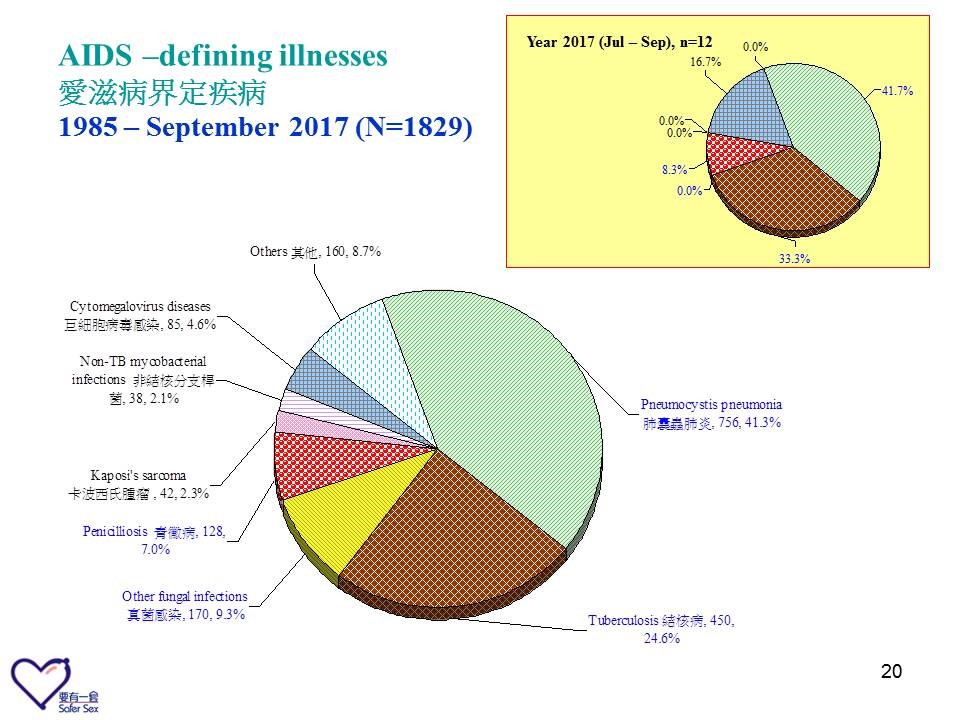 AIDS –defining illnesses
愛滋病界定疾病
1985 – September 2017 (N=1829)
Year 2017 (Jul – Sep), n=12
0.0%
16.7%
41.7%
0.0%
0.0%
8.3%
0.0%
33.3%
Others 其他, 160, 8.7%
Cytomegalovirus diseases
巨細胞病毒感染, 85, 4.6%
Non-TB mycobacterial
infections 非結核分支桿
菌, 38, 2.1%
Pneumocystis pneumonia
肺囊蟲肺炎, 756, 41.3%
Kaposi's sarcoma
卡波西氏腫瘤 , 42, 2.3%
Penicilliosis 青黴病, 128,
7.0%
Other fungal infections
真菌感染, 170, 9.3%
Tuberculosis 結核病, 450,
24.6%
要有一套
Safer Sex
20